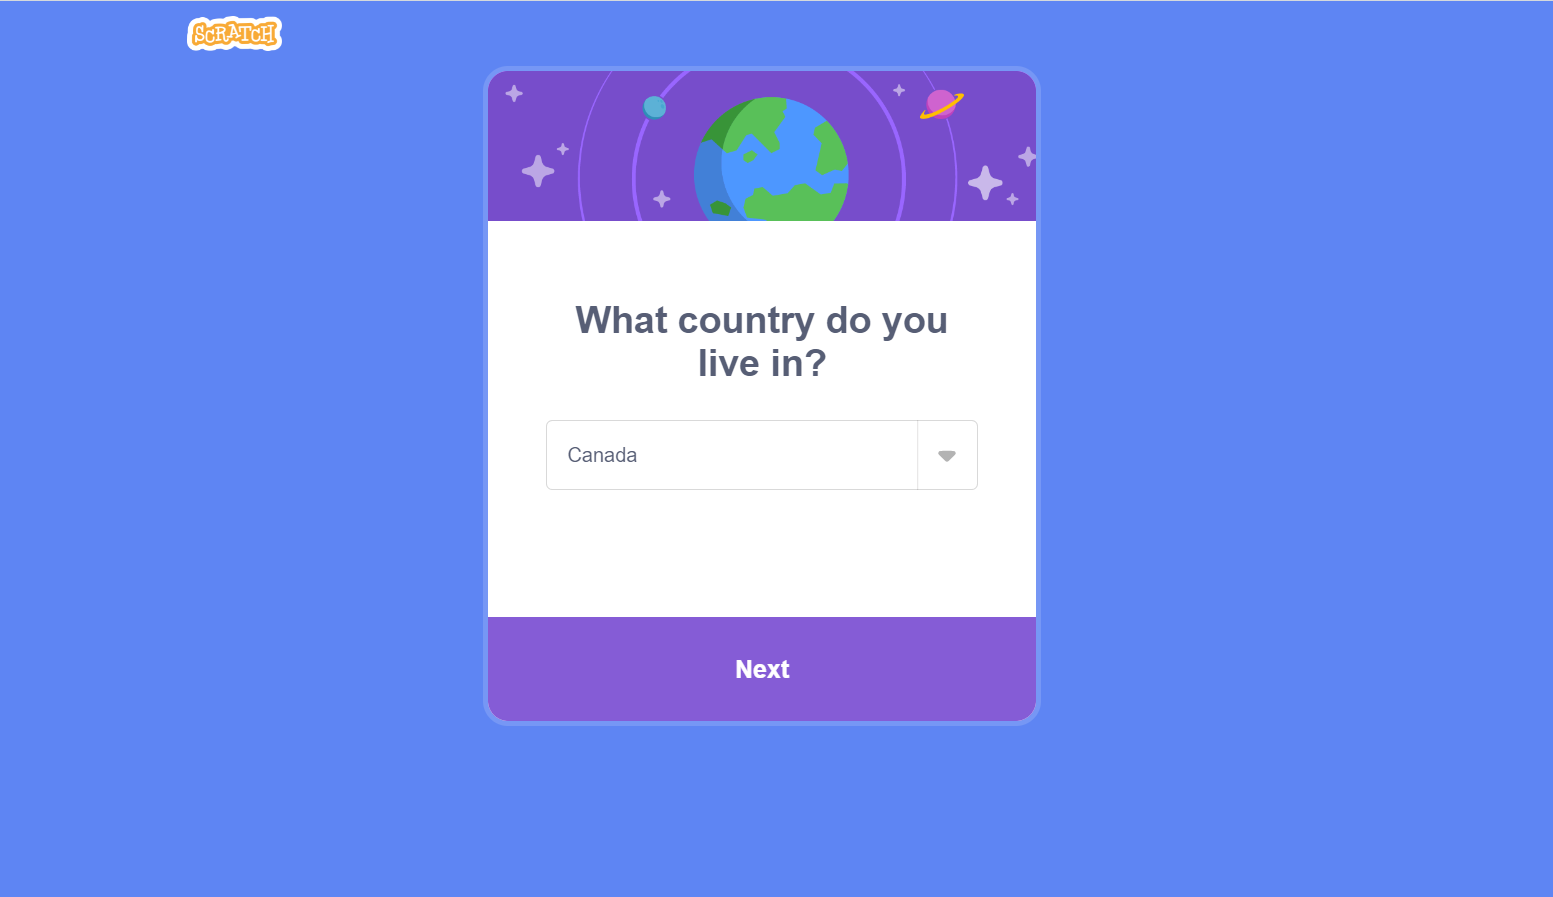 SCRATCH
What country do you
live in?
Canada
Next